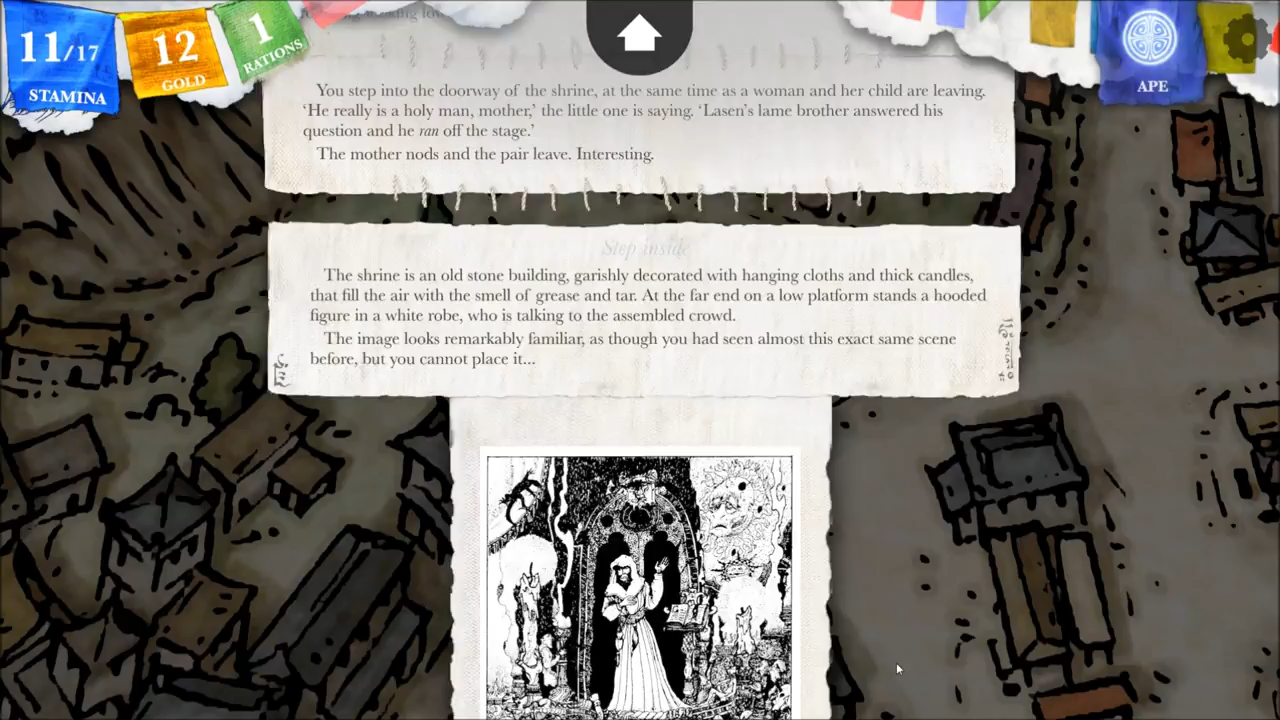 11/17
STAMINA
12
GOLD
1
RATIONS
APE
You step into the doorway of the shrine, at the same time as a woman and her child are leaving.
‘He really is a holy man, mother,’ the little one is saying. ‘Lasen’s lame brother answered his
question and he ran off the stage.’
The mother nods and the pair leave. Interesting.
Step inside
The shrine is an old stone building, garishly decorated with hanging cloths and thick candles,
that fill the air with the smell of grease and tar. At the far end on a low platform stands a hooded
figure in a white robe, who is talking to the assembled crowd.
The image looks remarkably familiar, as though you had seen almost this exact same scene
before, but you cannot place it...